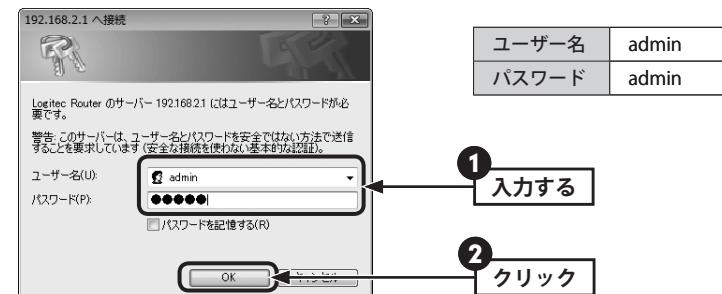 192.168.2.1 へ接続
Logitec Router のサーバー 192.168.2.1 にはユーザー名とパスワードが必
要です。
警告: このサーバーは、ユーザー名とパスワードを安全ではない方法で送信
することを要求しています (安全な接続を使わない基本的な認証)。
ユーザー名(U):
admin
パスワード(P):
●●●●●
パスワードを記憶する(R)
OK
キャンセル
ユーザー名 admin
パスワード admin
1
入力する
2
クリック